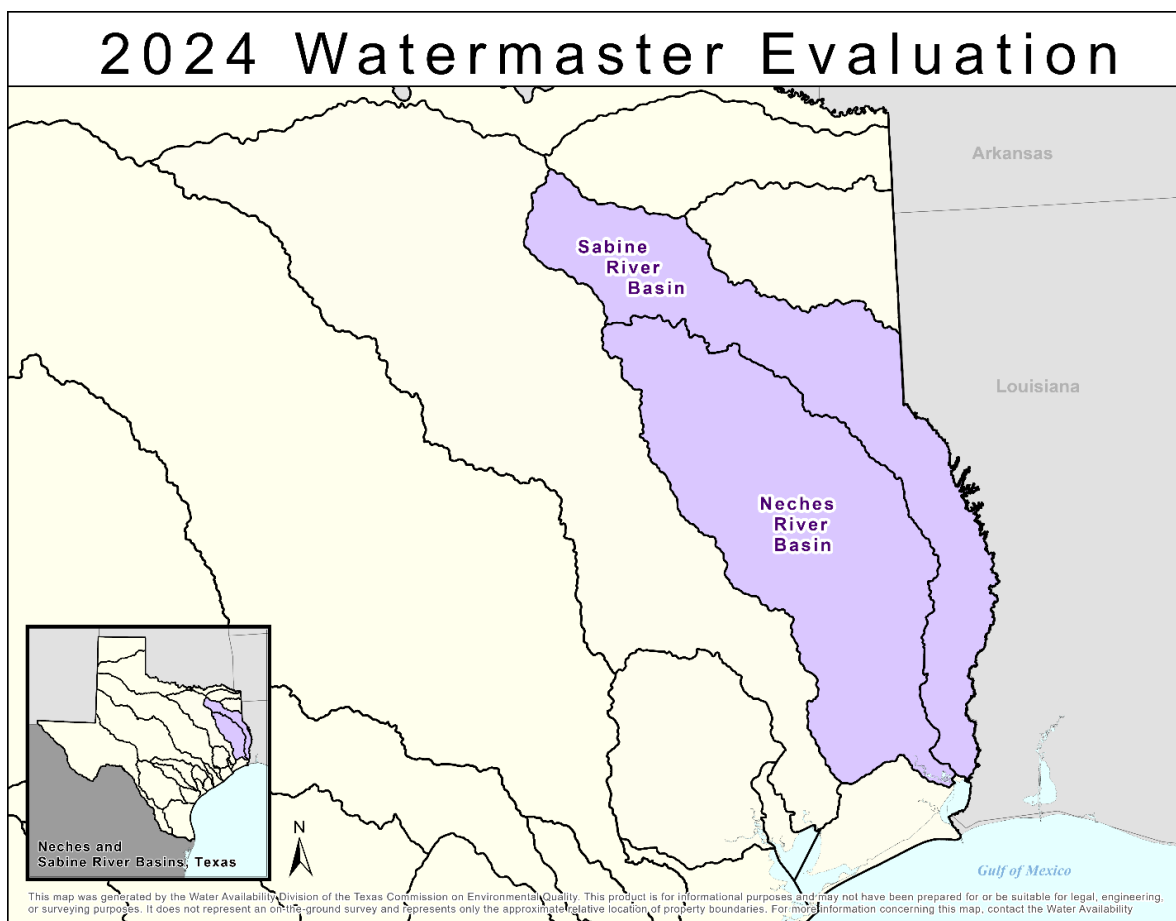 2024 Watermaster Evaluation
Arkansas
Sabine
River
Basin
Louisiana
Neches
River
Basin
N
Neches and
Sabine River Basins, Texas
Gulf of Mexico
This map was generated by the Water Availability Division of the Texas Commission on Environmental Quality. This product is for informational purposes and may not have been prepared for or be suitable for legal, engineering,
or surveying purposes. It does not represent an on-the-ground survey and represents only the approximate relative location of property boundaries. For more information concerning this map, contact the Water Availability